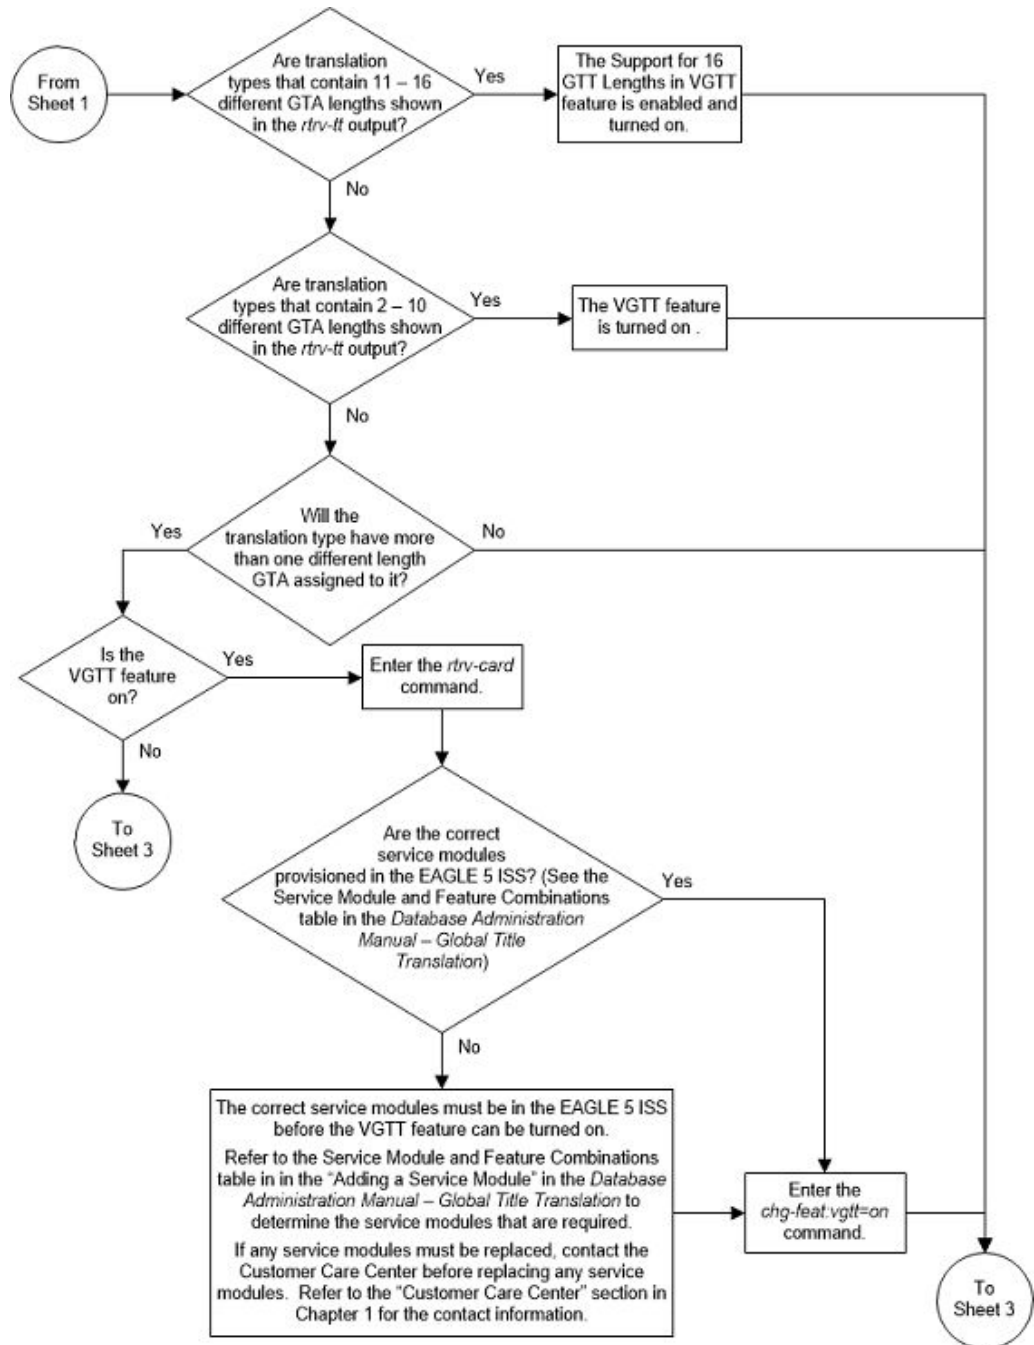 From
Sheet 1
Are translation
types that contain 11 – 16
different GTA lengths shown
in the rtrv-tt output?
Yes
The Support for 16
GTT Lengths in VGTT
feature is enabled and
turned on.
No
Are translation
types that contain 2 – 10
different GTA lengths shown
in the rtrv-tt output?
Yes
The VGTT feature
is turned on .
No
Will the
translation type have more
than one different length
GTA assigned to it?
Yes
No
Is the
VGTT feature
on?
Yes
Enter the rtrv-card
command.
No
To
Sheet 3
Are the correct
service modules
provisioned in the EAGLE 5 ISS? (See the
Service Module and Feature Combinations
table in the Database Administration
Manual – Global Title
Translation)
Yes
No
The correct service modules must be in the EAGLE 5 ISS
before the VGTT feature can be turned on.
Refer to the Service Module and Feature Combinations
table in in the “Adding a Service Module” in the Database
Administration Manual – Global Title Translation to
determine the service modules that are required.
If any service modules must be replaced, contact the
Customer Care Center before replacing any service
modules.  Refer to the “Customer Care Center” section in
Chapter 1 for the contact information.
Enter the
chg-feat:vgtt=on
command.
To
Sheet 3